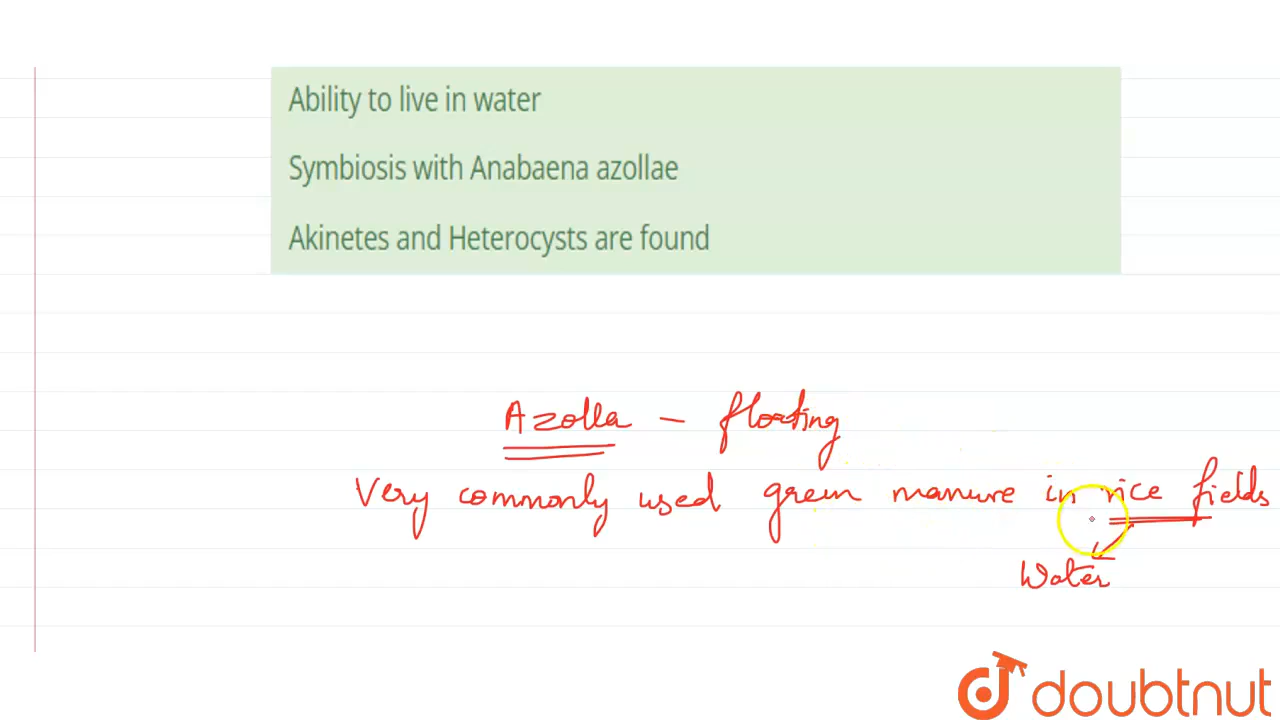 Ability to live in water
Symbiosis with Anabaena azollae
Akinetes and Heterocysts are found
Azolla - floating
Very commonly used green manure in rice fields
Water
doubtnut